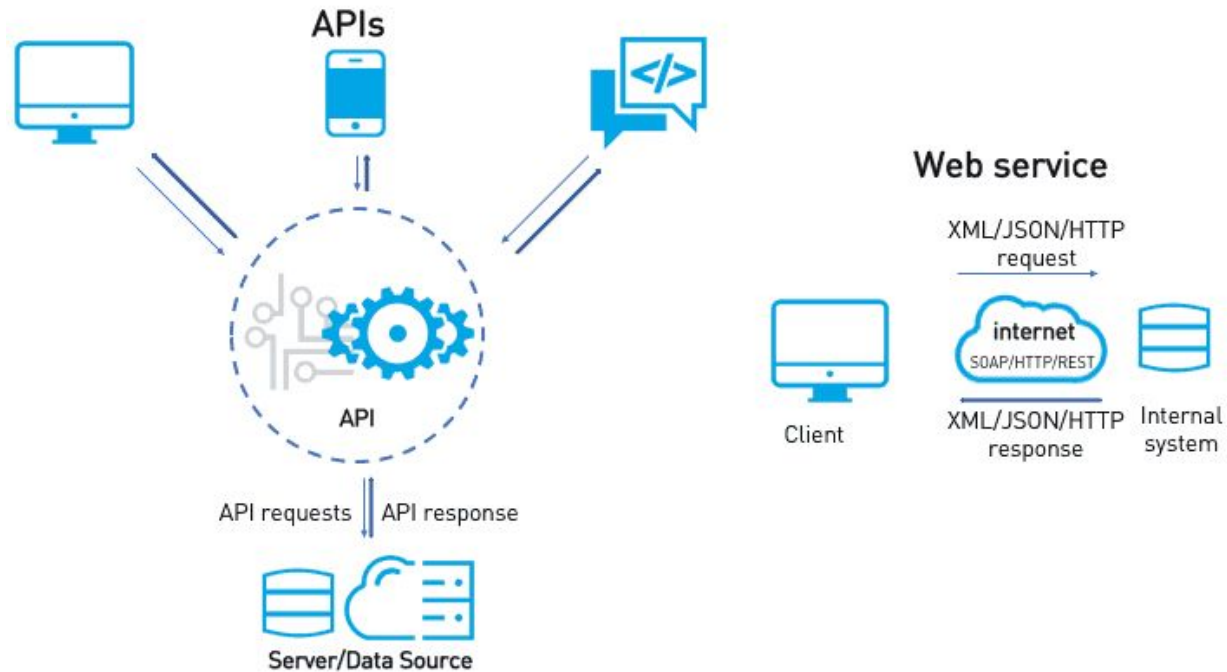 APIs
</>
API
API requests
API response
Server/Data Source
Web service
XML/JSON/HTTP
request
internet
SOAP/HTTP/REST
Client
XML/JSON/HTTP
response
Internal
system